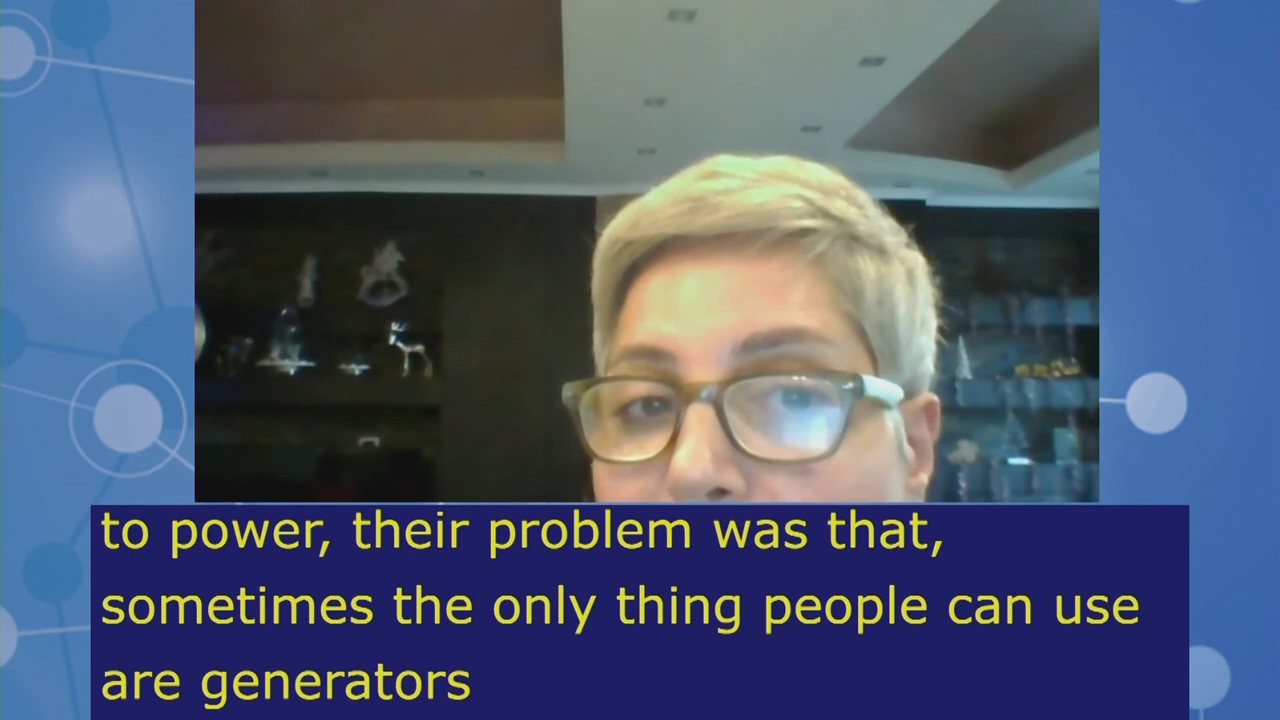 to power, their problem was that,
sometimes the only thing people can use
are generators